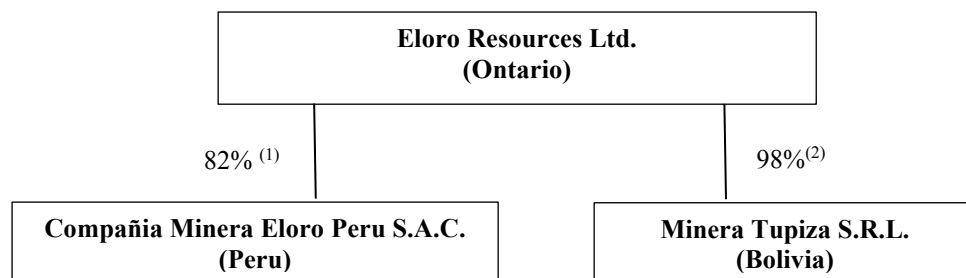 Eloro Resources Ltd.
(Ontario)
82% (1)
98%(2)
Compañia Minera Eloro Peru S.A.C.
(Peru)
Minera Tupiza S.R.L.
(Bolivia)